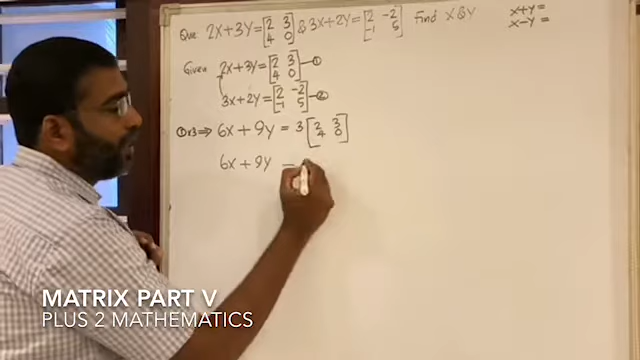 Que: 2X+3Y=[2 3 & 3X+2Y=[2 -2 Find X & Y
4 0] -1 5]
x+y=
x-y=
Given 2X+3Y=[2 3 —①
4 0]
3X+2Y=[2 -2 —②
-1 5]
①×3⇒ 6X+9Y = 3[2 3
4 0]
6X+9Y =
MATRIX PART V
PLUS 2 MATHEMATICS